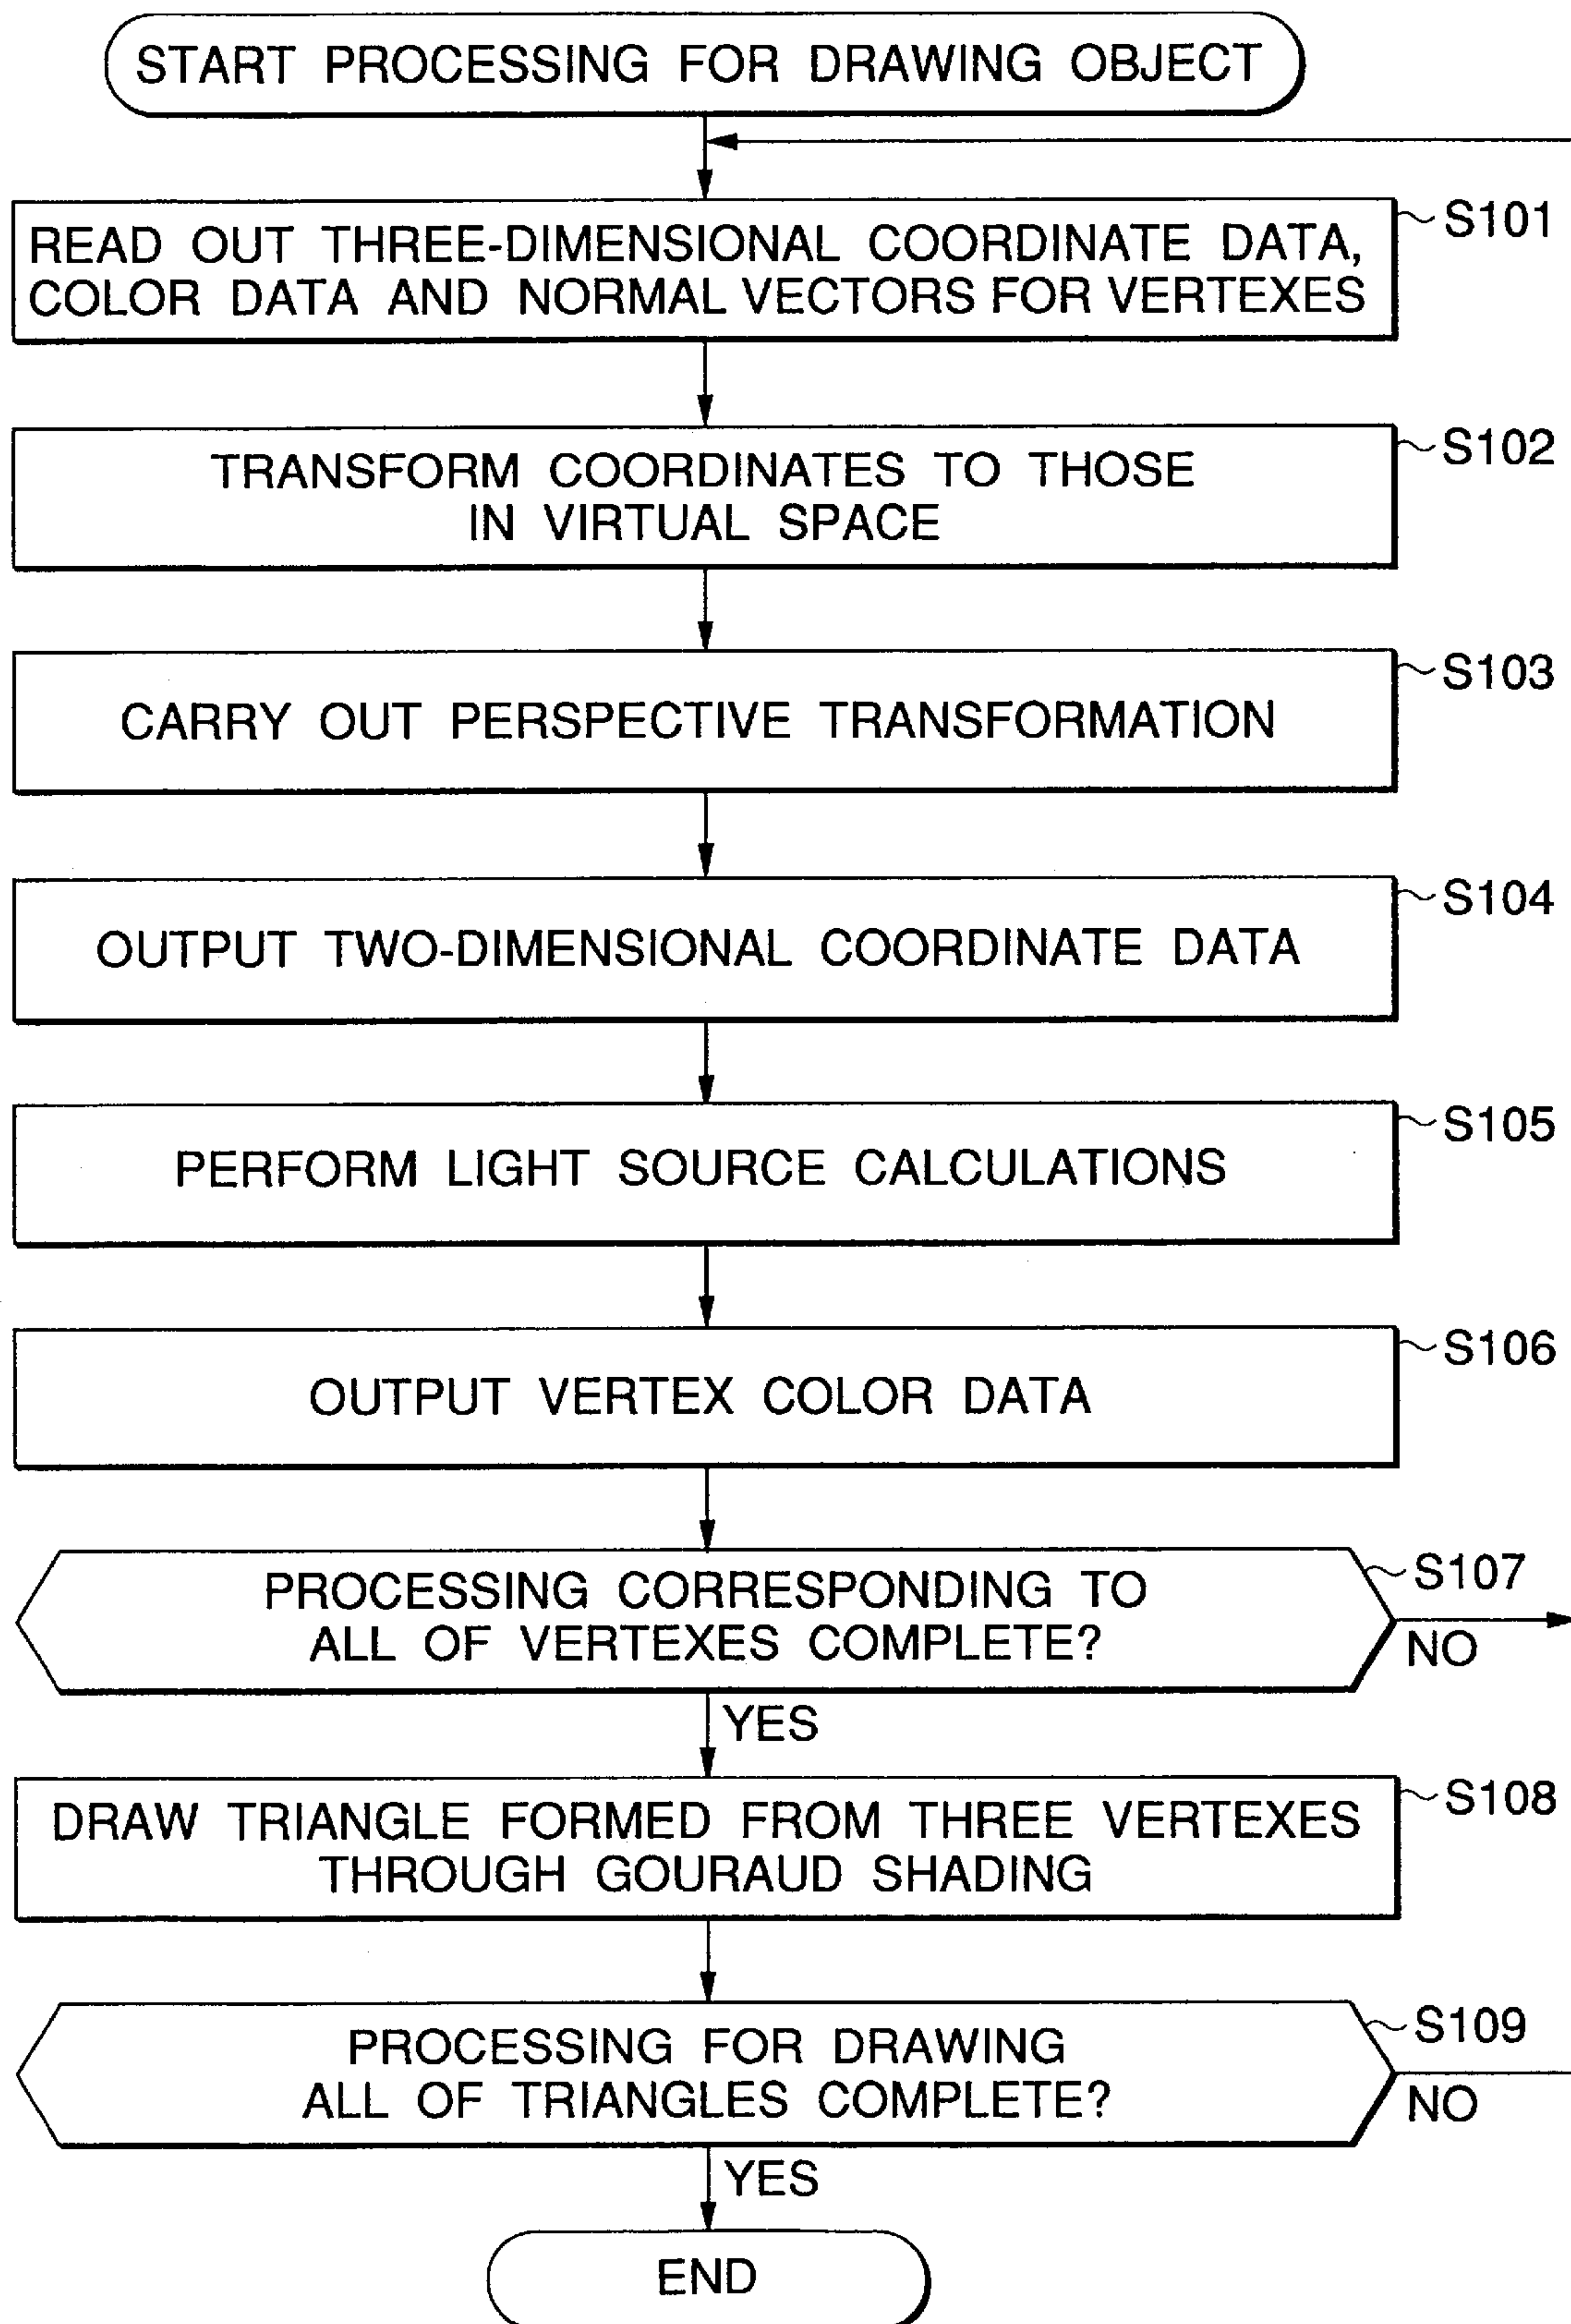 START PROCESSING FOR DRAWING OBJECT
S101
READ OUT THREE-DIMENSIONAL COORDINATE DATA,
COLOR DATA AND NORMAL VECTORS FOR VERTEXES
S102
TRANSFORM COORDINATES TO THOSE
IN VIRTUAL SPACE
S103
CARRY OUT PERSPECTIVE TRANSFORMATION
S104
OUTPUT TWO-DIMENSIONAL COORDINATE DATA
S105
PERFORM LIGHT SOURCE CALCULATIONS
S106
OUTPUT VERTEX COLOR DATA
S107
PROCESSING CORRESPONDING TO
ALL OF VERTEXES COMPLETE?
NO
YES
S108
DRAW TRIANGLE FORMED FROM THREE VERTEXES
THROUGH GOURAUD SHADING
S109
PROCESSING FOR DRAWING
ALL OF TRIANGLES COMPLETE?
NO
YES
END